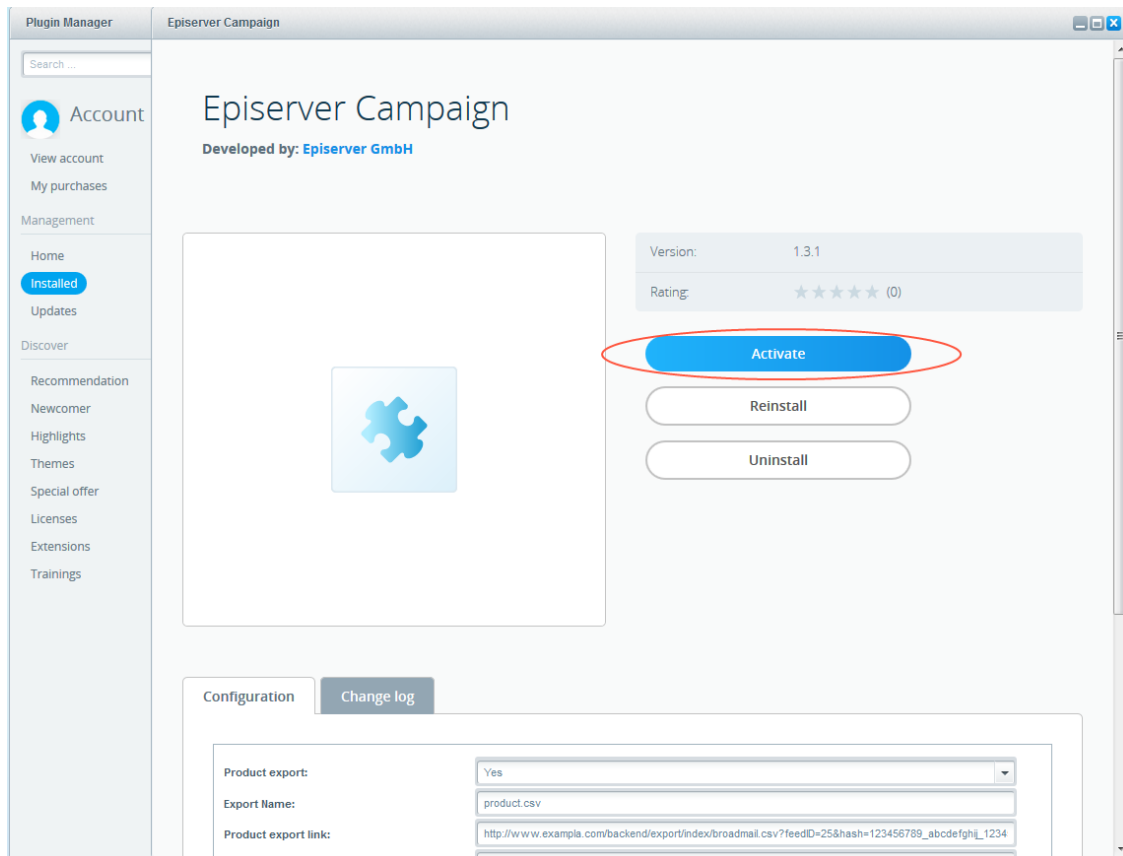 Plugin Manager
Episerver Campaign
Search ...
Account
View account
My purchases
Management
Home
Installed
Updates
Discover
Recommendation
Newcomer
Highlights
Themes
Special offer
Licenses
Extensions
Trainings
Episerver Campaign
Developed by: Episerver GmbH
Version: 1.3.1
Rating: (0)
Activate
Reinstall
Uninstall
Configuration
Change log
Product export: Yes
Export Name: product.csv
Product export link: http://www.exampla.com/backend/export/index/broadmail.csv?feedID=25&hash=123456789_abcdefghij_1234